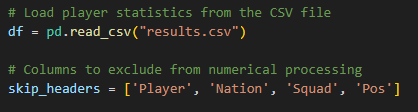 # Load player statistics from the CSV file
df = pd.read_csv("results.csv")
# Columns to exclude from numerical processing
skip_headers = ['Player', 'Nation', 'Squad', 'Pos']